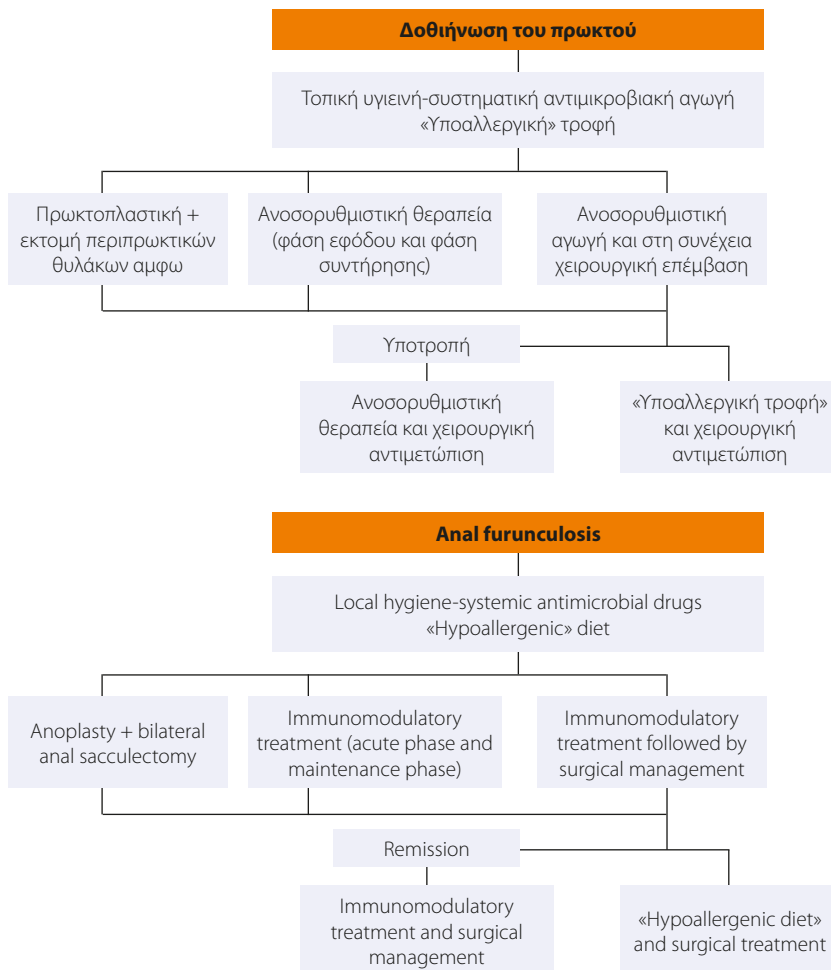 Δοθιήνωση του πρωκτού
Τοπική υγιεινή-συστηματική αντιμικροβιακή αγωγή
«Υποαλλεργική» τροφή
Πρωκτοπλαστική +
εκτομή περιπρωκτικών
θυλάκων αμφω
Ανοσορυθμιστική θεραπεία
(φάση εφόδου και φάση
συντήρησης)
Ανοσορυθμιστική
αγωγή και στη συνέχεια
χειρουργική επέμβαση
Υποτροπή
Ανοσορυθμιστική
θεραπεία και χειρουργική
αντιμετώπιση
«Υποαλλεργική τροφή»
και χειρουργική
αντιμετώπιση
Anal furunculosis
Local hygiene-systemic antimicrobial drugs
«Hypoallergenic» diet
Anoplasty + bilateral
anal sacculectomy
Immunomodulatory
treatment (acute phase and
maintenance phase)
Immunomodulatory
treatment followed by
surgical management
Remission
Immunomodulatory
treatment and surgical
management
«Hypoallergenic diet»
and surgical treatment